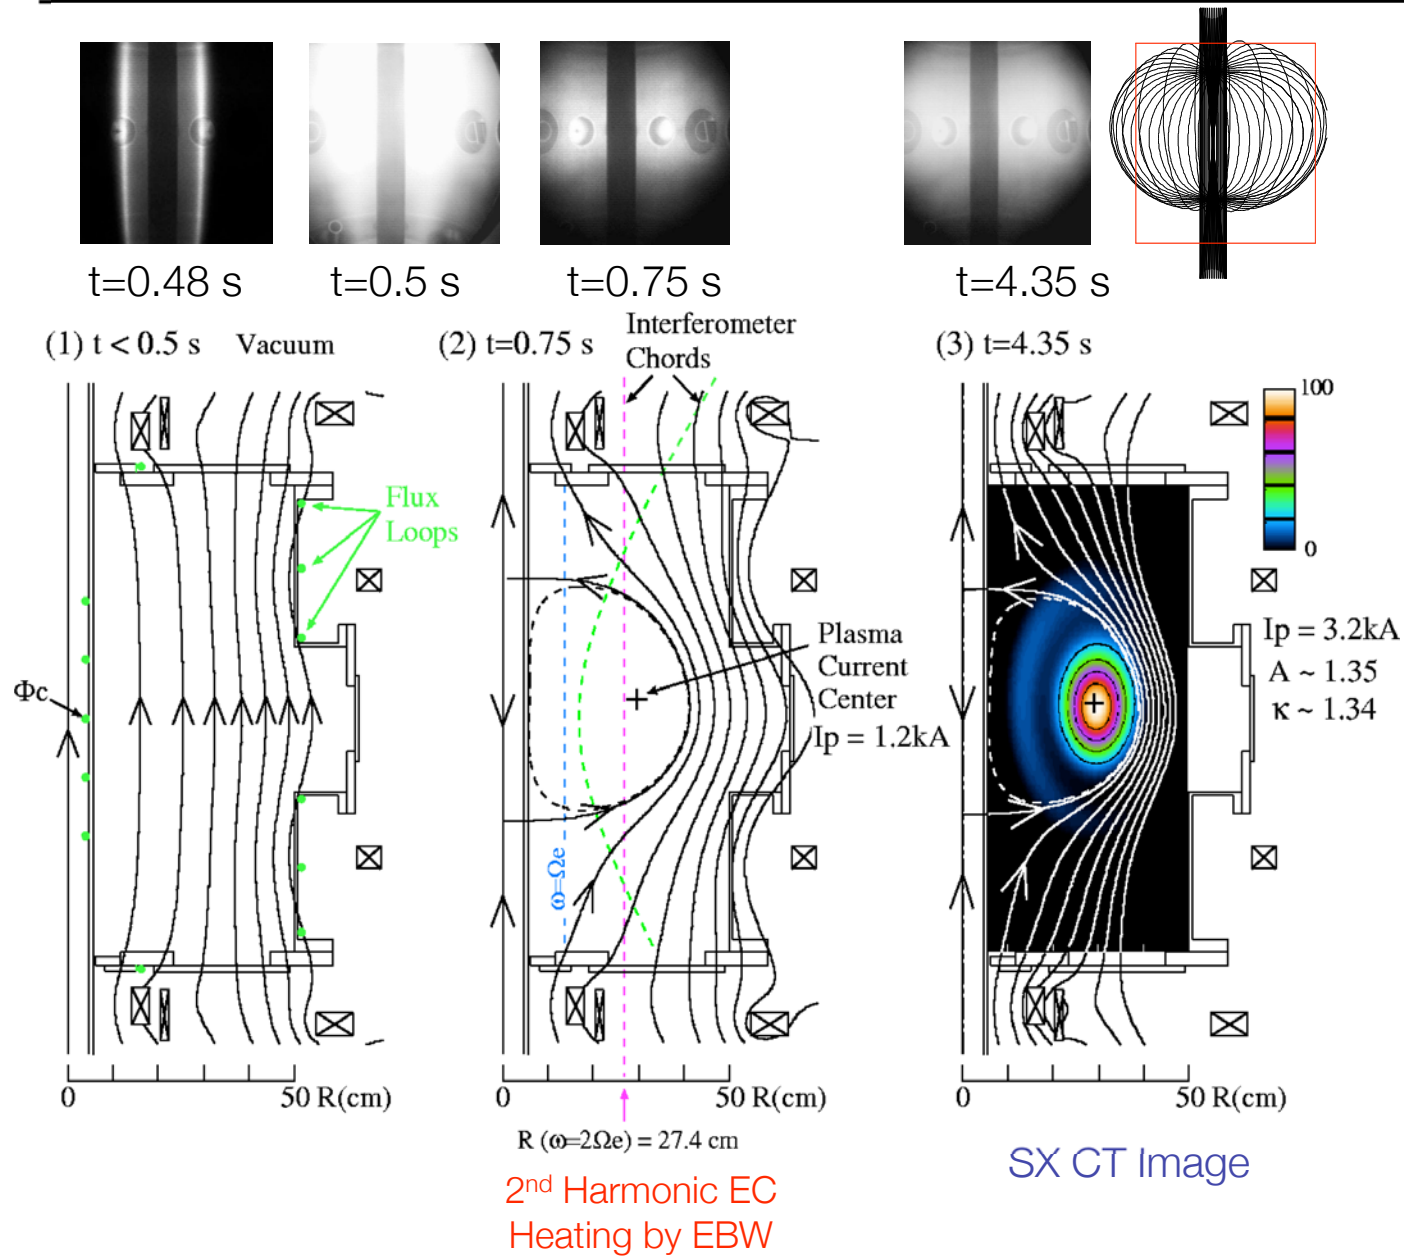 t=0.48 s
t=0.5 s
t=0.75 s
t=4.35 s
(1) t < 0.5 s Vacuum
(2) t=0.75 s
Interferometer
Chords
(3) t=4.35 s
100
0
Flux
Loops
Φc
ω=Ωe
Plasma
Current
Center
Ip = 1.2kA
Ip = 3.2kA
A ~ 1.35
κ ~ 1.34
0 50 R(cm)
0 50 R(cm)
0 50 R(cm)
R (ω=2Ωe) = 27.4 cm
2nd Harmonic EC
Heating by EBW
SX CT Image